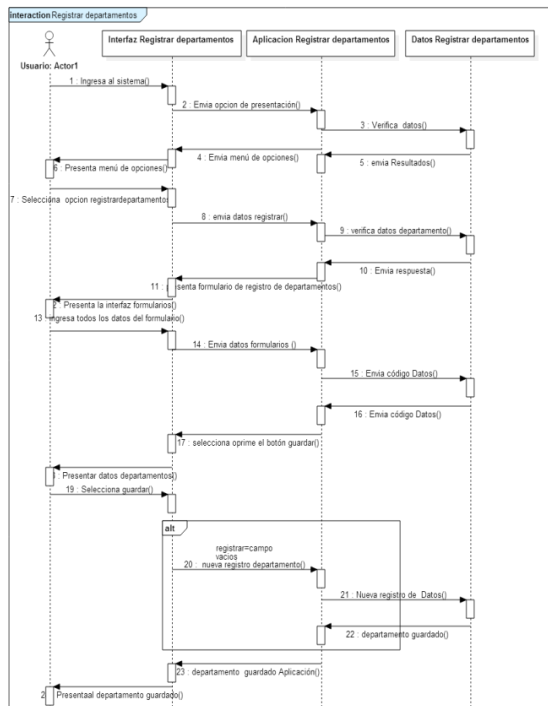 interaction Registrar departamentos
Usuario: Actor1
Interfaz Registrar departamentos
Aplicacion Registrar departamentos
Datos Registrar departamentos
1 : Ingresa al sistema()
2 : Envia opcion de presentación()
3 : Verifica datos()
4 : Envia menú de opciones()
5 : envia Resultados()
6 : Presenta menú de opciones()
7 : Selecciona opcion registrardepartamentos
8 : envia datos registrar()
9 : verifica datos departamento()
10 : Envia respuesta()
11 : presenta formulario de registro de departamentos()
: Presenta la interfaz formularios()
13 : ingresa todos los datos del formulario()
14 : Envia datos formularios ()
15 : Envia código Datos()
16 : Envia código Datos()
17 : selecciona oprime el botón guardar()
: Presentar datos departamentos()
19 : Selecciona guardar()
alt
registrar=campo
vacios
20 : nueva registro departamento()
21 : Nueva registro de Datos()
22 : departamento guardado()
23 : departamento guardado Aplicación()
2 Presentaal departamento guardado()